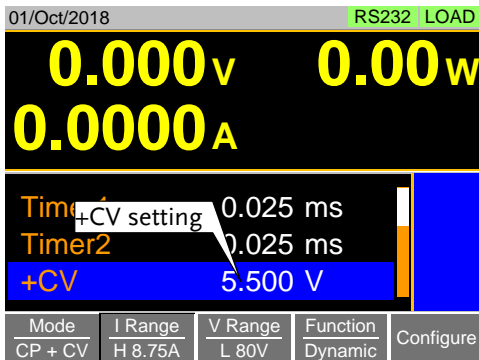 01/Oct/2018 RS232 LOAD
0.000 V 0.00 W
0.0000 A
0.025 ms
+CV setting
Timer2 0.025 ms
+CV 5.500 V
Mode I Range V Range Function Configure
CP + CV H 8.75A L 80V Dynamic